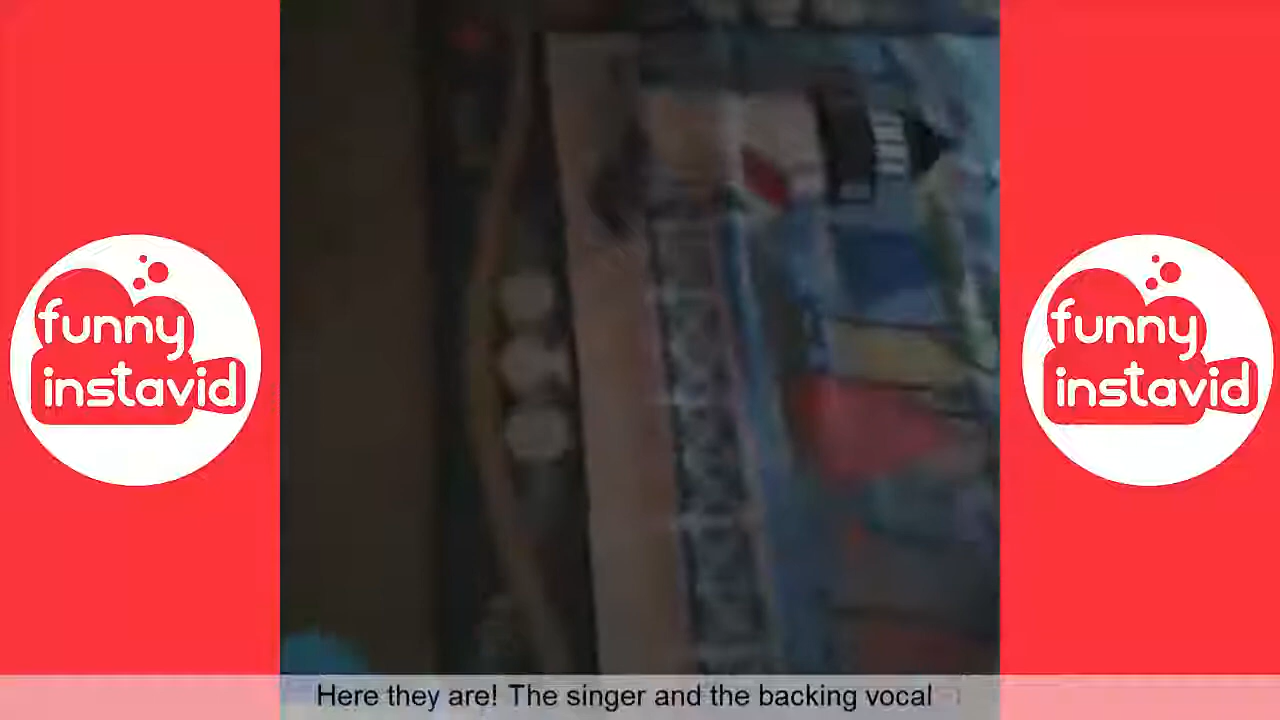 funny
instavid
funny
instavid
Here they are! The singer and the backing vocal